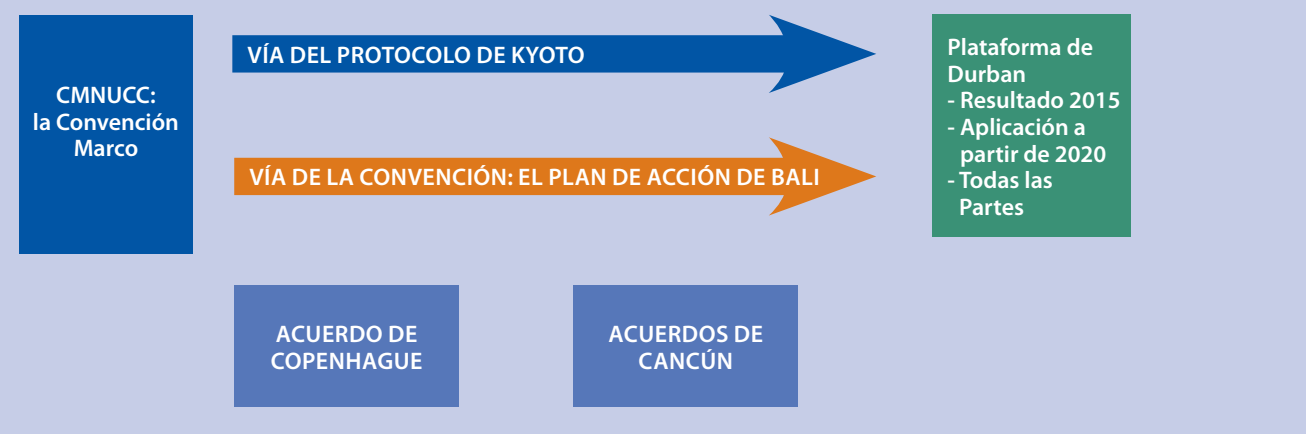 CMNUCC:
la Convención
Marco
VÍA DEL PROTOCOLO DE KYOTO
VÍA DE LA CONVENCIÓN: EL PLAN DE ACCIÓN DE BALI
Plataforma de
Durban
- Resultado 2015
- Aplicación a
partir de 2020
- Todas las
Partes
ACUERDO DE
COPENHAGUE
ACUERDOS DE
CANCÚN